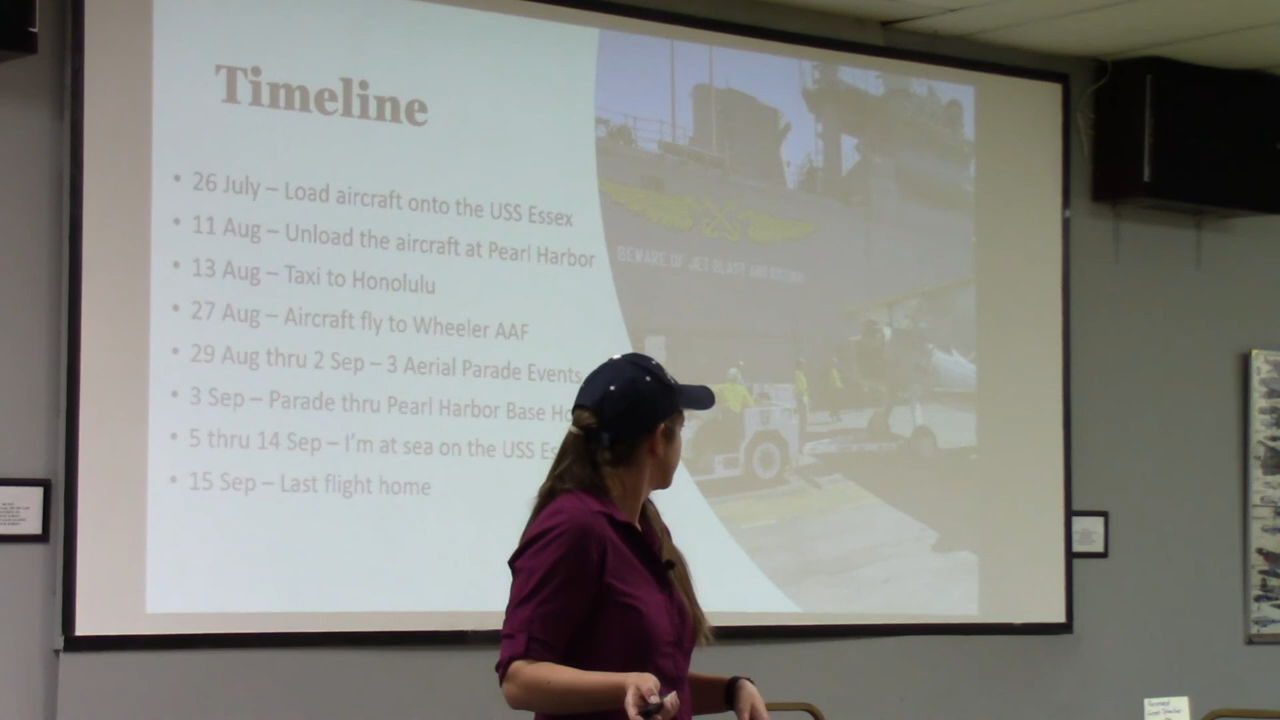 Timeline
• 26 July – Load aircraft onto the USS Essex
• 11 Aug – Unload the aircraft at Pearl Harbor
• 13 Aug – Taxi to Honolulu
• 27 Aug – Aircraft fly to Wheeler AAF
• 29 Aug thru 2 Sep – 3 Aerial Parade Events
• 3 Sep – Parade thru Pearl Harbor Base
• 5 thru 14 Sep – I'm at sea on the USS
• 15 Sep – Last flight home
BEWARE OF JET BLAST AND